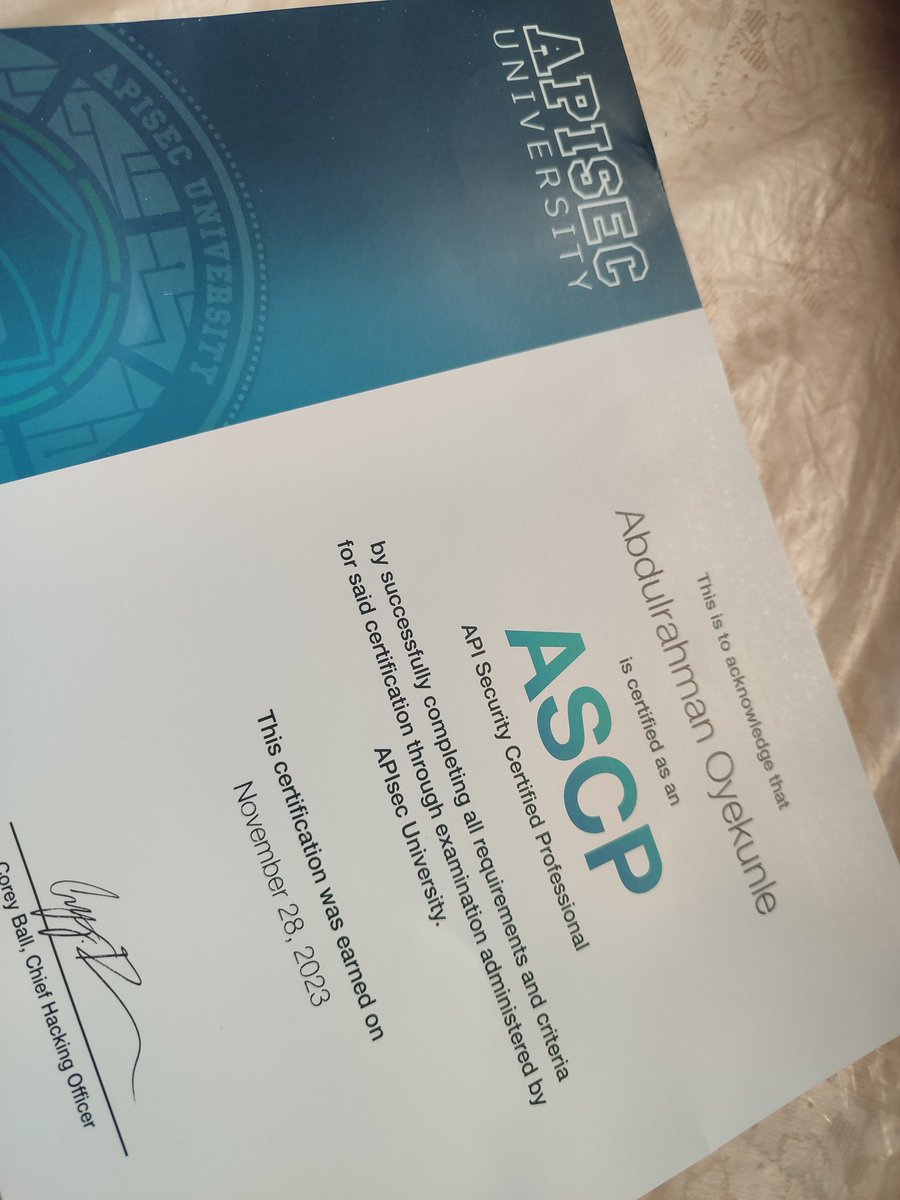 APISEC
UNIVERSITY
APISEC UNIVERSITY
This is to acknowledge that
Abdulrahman Oyekunle
is certified as an
ASCP
API Security Certified Professional
by successfully completing all requirements and criteria
for said certification through examination administered by
APIsec University.
This certification was earned on
November 28, 2023
Corey Ball, Chief Hacking Officer